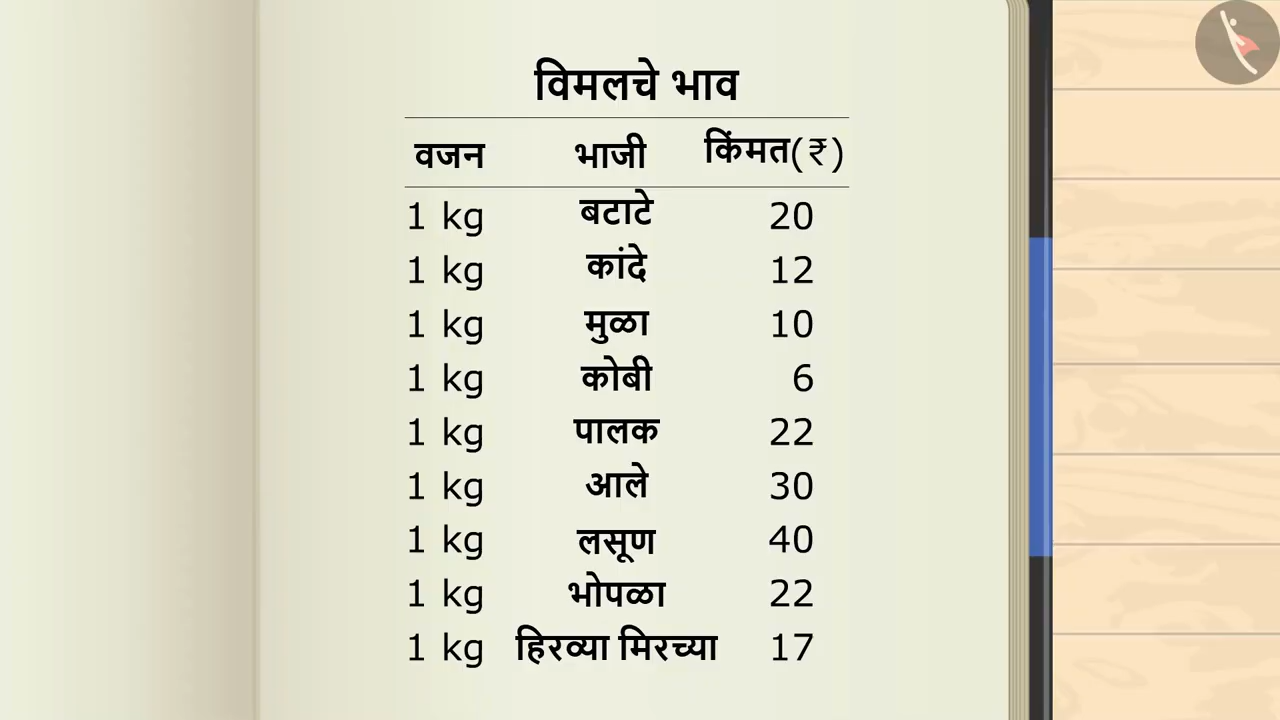 विमलचे भाव
वजन भाजी किंमत(₹)
1 kg बटाटे 20
1 kg कांदे 12
1 kg मुळा 10
1 kg कोबी 6
1 kg पालक 22
1 kg आले 30
1 kg लसूण 40
1 kg भोपळा 22
1 kg हिरव्या मिरच्या 17